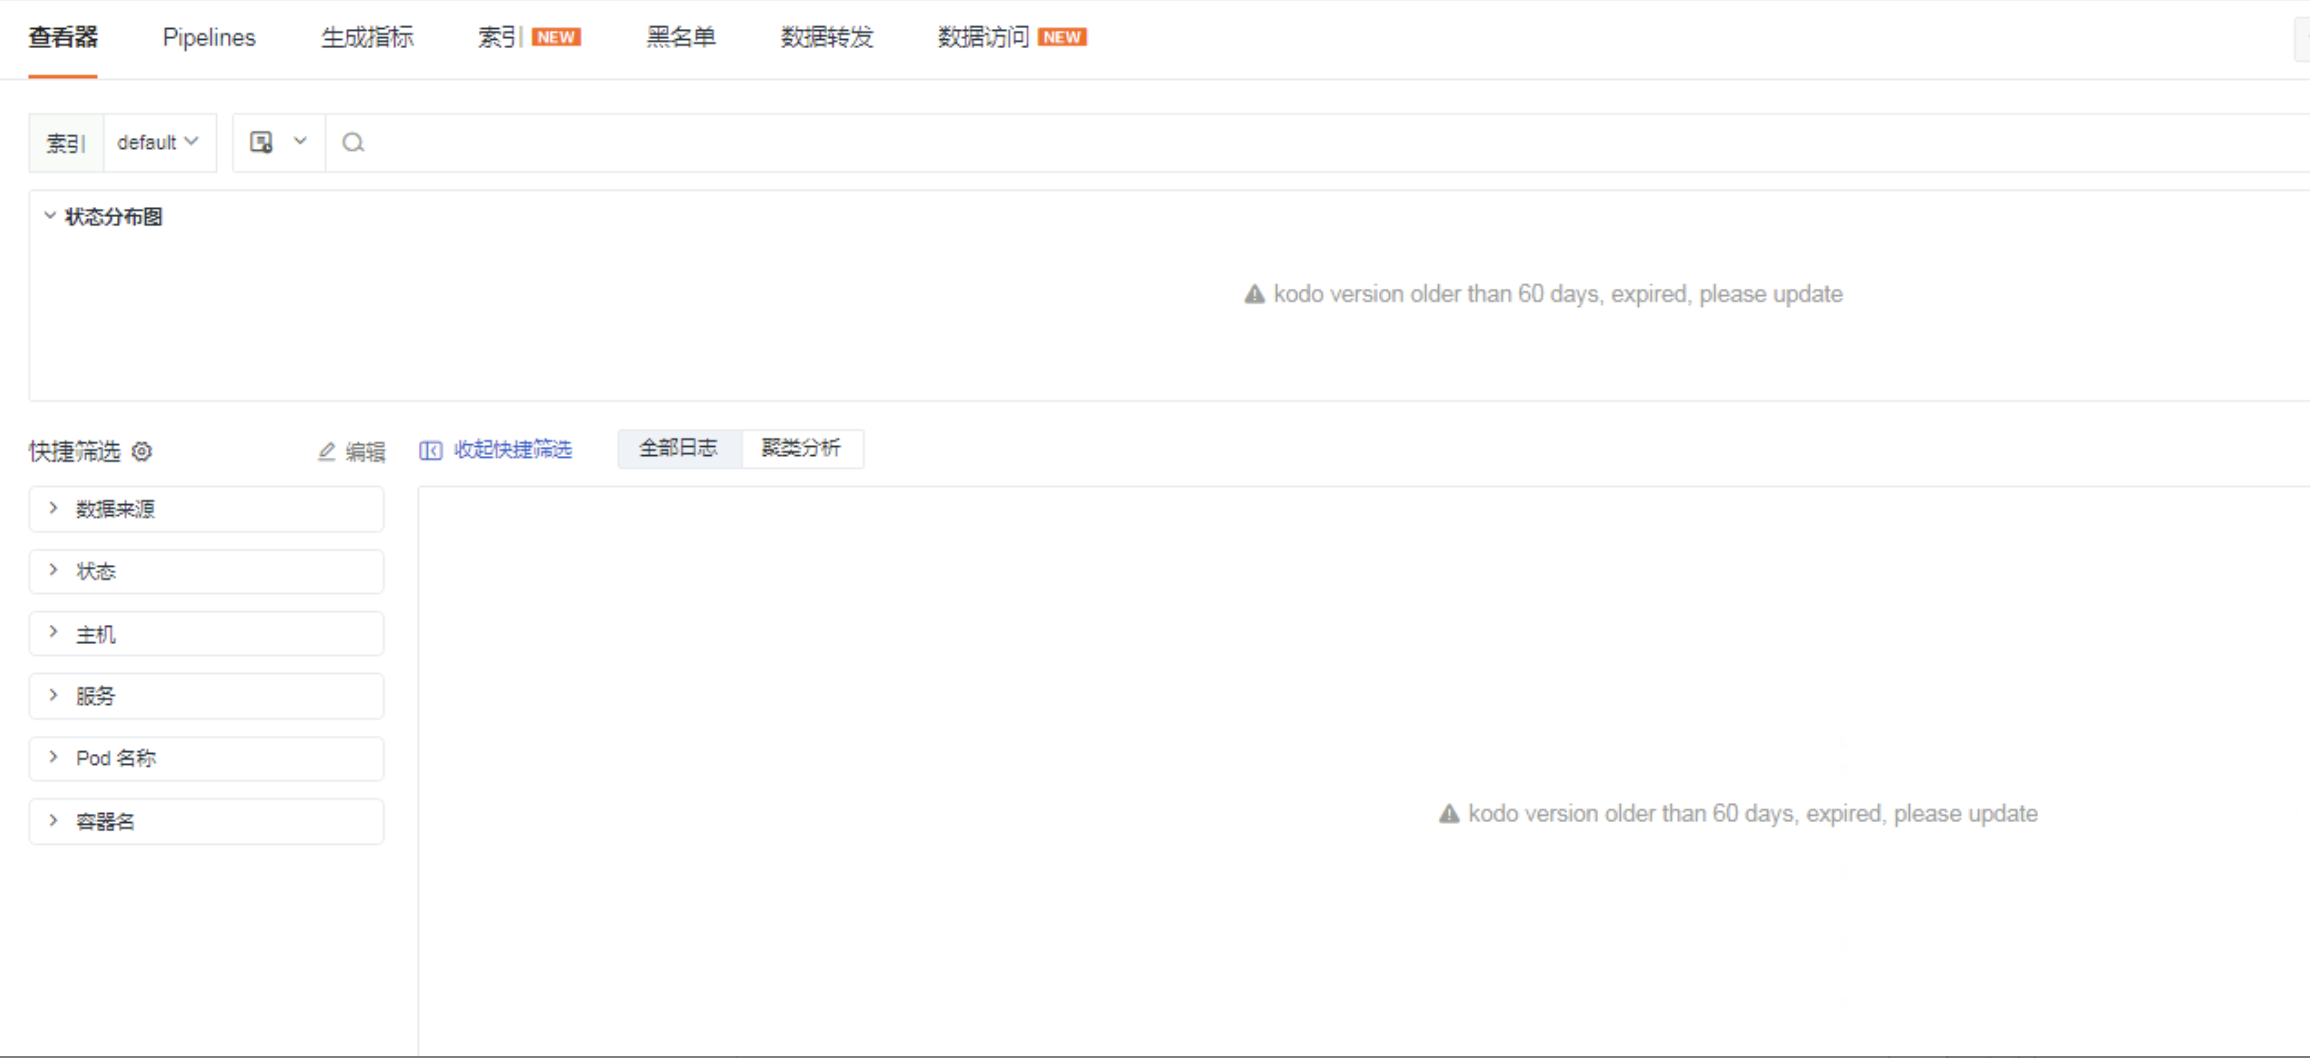 查看器 Pipelines 生成指标 索引 NEW 黑名单 数据转发 数据访问 NEW
索引 default
状态分布图
kodo version older than 60 days, expired, please update
快捷筛选 编辑 收起快捷筛选 全部日志 聚类分析
数据来源
状态
主机
服务
Pod 名称
容器名
kodo version older than 60 days, expired, please update